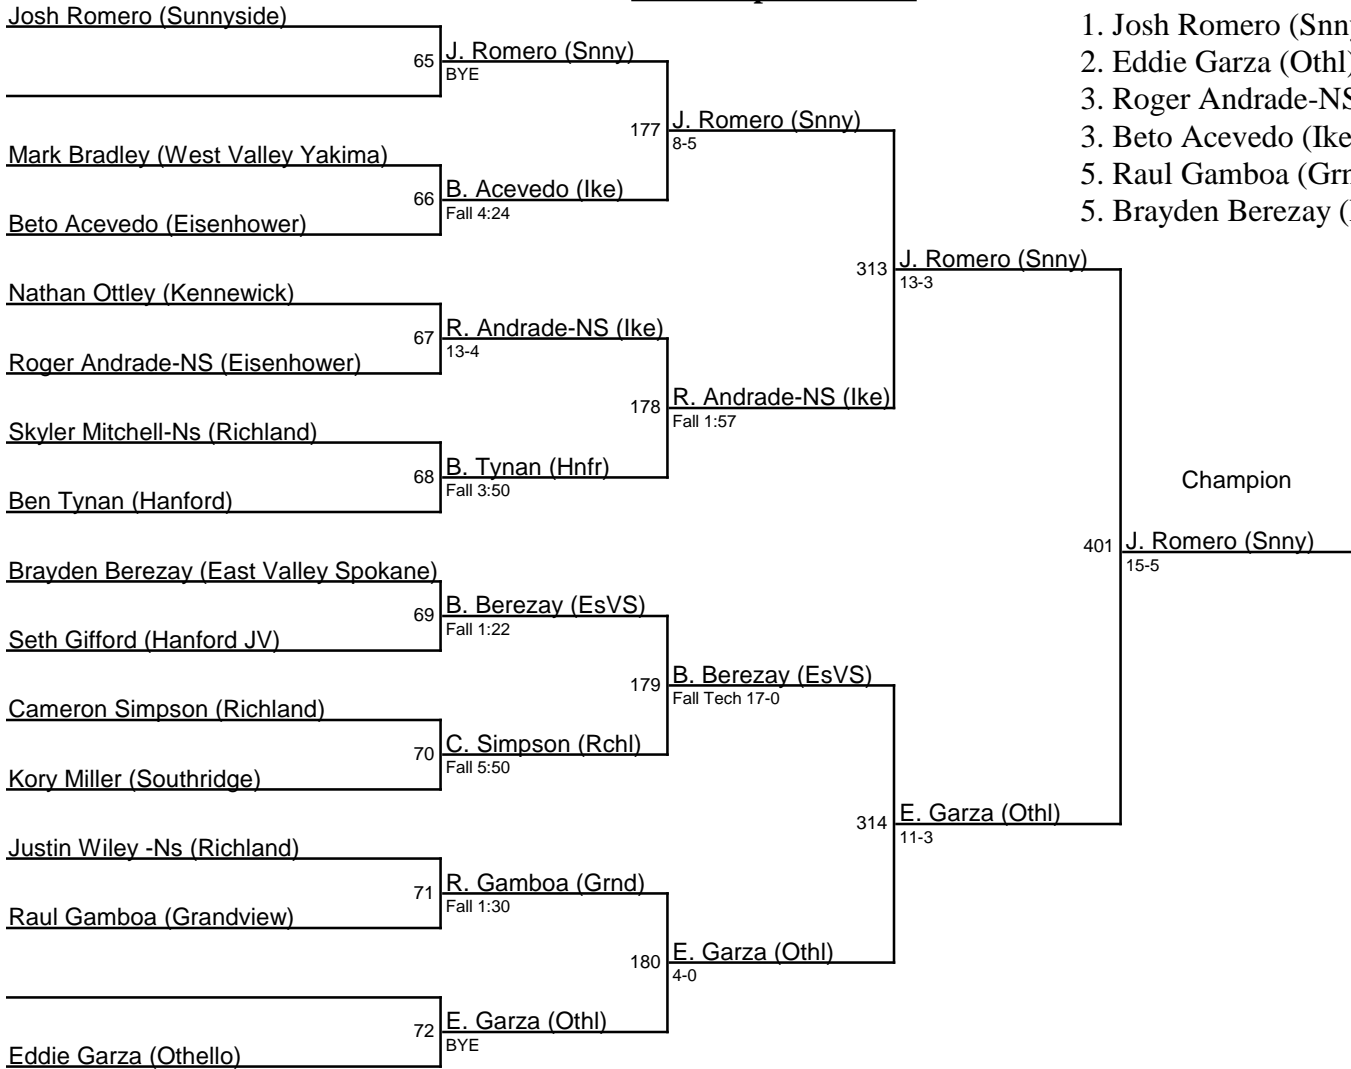 Josh Romero (Sunnyside)
65 J. Romero (Snny)
BYE
Mark Bradley (West Valley Yakima)
66 B. Acevedo (Ike)
Fall 4:24
Beto Acevedo (Eisenhower)
177 J. Romero (Snny)
8-5
Nathan Ottley (Kennewick)
67 R. Andrade-NS (Ike)
13-4
Roger Andrade-NS (Eisenhower)
Skyler Mitchell-Ns (Richland)
68 B. Tynan (Hnfr)
Fall 3:50
Ben Tynan (Hanford)
178 R. Andrade-NS (Ike)
Fall 1:57
313 J. Romero (Snny)
13-3
Brayden Berezay (East Valley Spokane)
69 B. Berezay (EsVS)
Fall 1:22
Seth Gifford (Hanford JV)
Cameron Simpson (Richland)
70 C. Simpson (Rchl)
Fall 5:50
Kory Miller (Southridge)
179 B. Berezay (EsVS)
Fall Tech 17-0
Justin Wiley -Ns (Richland)
71 R. Gamboa (Grnd)
Fall 1:30
Raul Gamboa (Grandview)
72 E. Garza (Othl)
BYE
Eddie Garza (Othello)
180 E. Garza (Othl)
4-0
314 E. Garza (Othl)
11-3
Champion
401 J. Romero (Snny)
15-5
1. Josh Romero (Snny
2. Eddie Garza (Othl)
3. Roger Andrade-NS
3. Beto Acevedo (Ike
5. Raul Gamboa (Grn
5. Brayden Berezay (